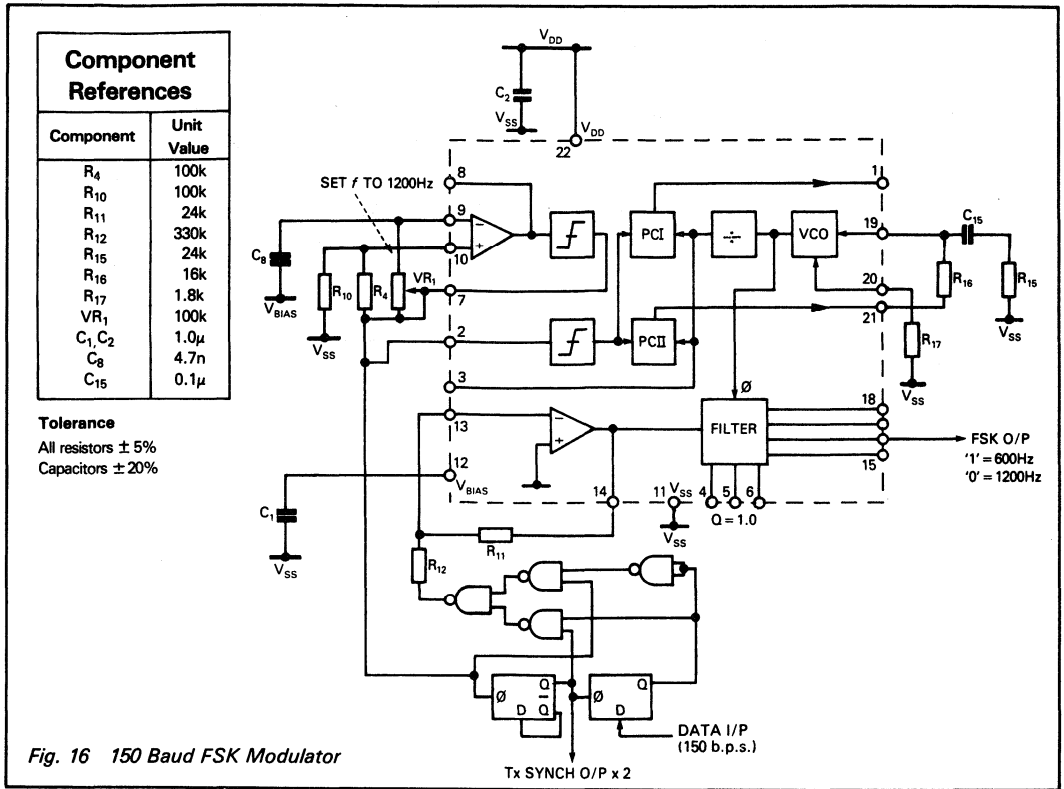 Component
References
Component
Unit
Value
R4 100k
R10 100k
R11 24k
R12 330k
R15 24k
R16 16k
R17 1.8k
VR1 100k
C1,C2 1.0µ
C8 4.7n
C15 0.1µ
Tolerance
All resistors ± 5%
Capacitors ± 20%
VDD
C2
VSS
VDD
22
8
SET f TO 1200Hz
9
10
7
2
3
13
12
VBIAS
14
11
VSS
VSS
4
5
6
Q = 1.0
1
19
20
21
18
15
C8
VBIAS
R10
VSS
R4
VR1
−
+
PCI
÷
VCO
PCII
Ø
FILTER
−
+
C15
R16
R15
VSS
R17
VSS
FSK O/P
'1' = 600Hz
'0' = 1200Hz
C1
VSS
R11
R12
Ø
Q
D
Q̅
Ø
Q
D
DATA I/P
(150 b.p.s.)
Tx SYNCH O/P x 2
Fig. 16 150 Baud FSK Modulator